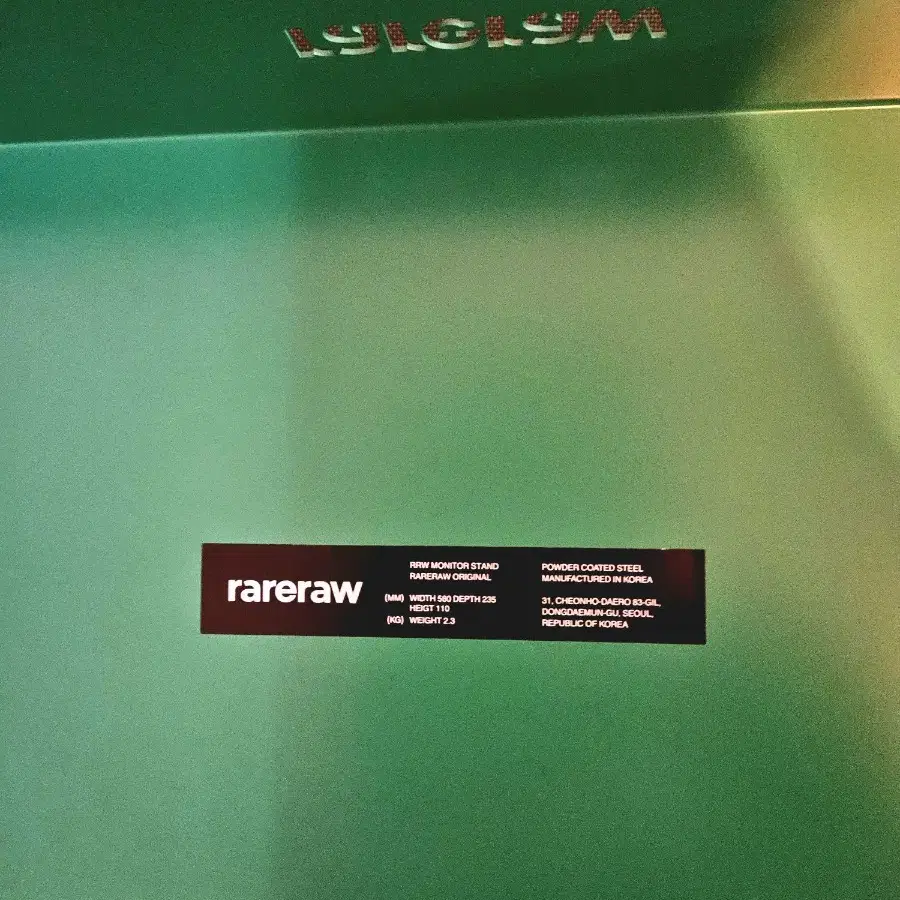 rareraw
rareraw
RRW MONITOR STAND
RARERAW ORIGINAL
(MM) WIDTH 580 DEPTH 235
HEIGT 110
(KG) WEIGHT 2.3
POWDER COATED STEEL
MANUFACTURED IN KOREA
31, CHEONHO-DAERO 83-GIL,
DONGDAEMUN-GU, SEOUL,
REPUBLIC OF KOREA